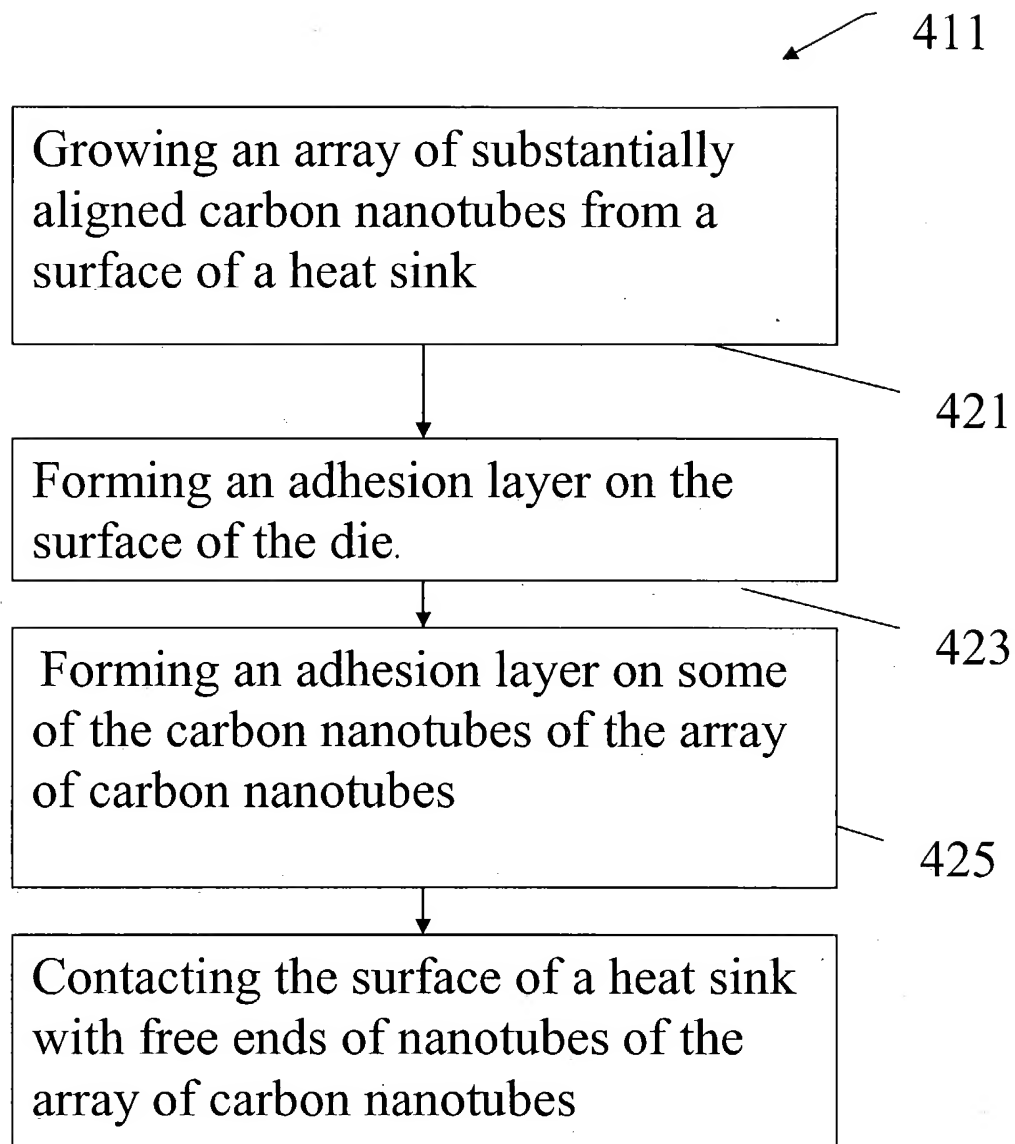 411
Growing an array of substantially
aligned carbon nanotubes from a
surface of a heat sink
421
Forming an adhesion layer on the
surface of the die.
423
Forming an adhesion layer on some
of the carbon nanotubes of the array
of carbon nanotubes
425
Contacting the surface of a heat sink
with free ends of nanotubes of the
array of carbon nanotubes